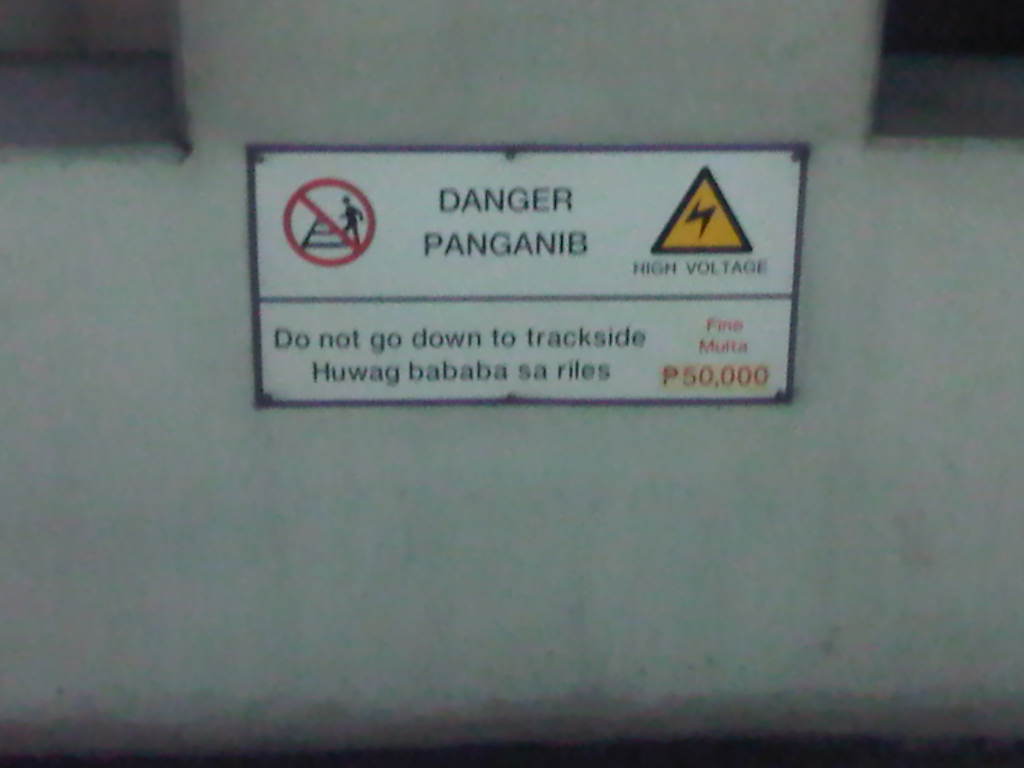 DANGER
PANGANIB
HIGH VOLTAGE
Do not go down to trackside
Huwag bababa sa riles
Fine
Multa
₱50,000